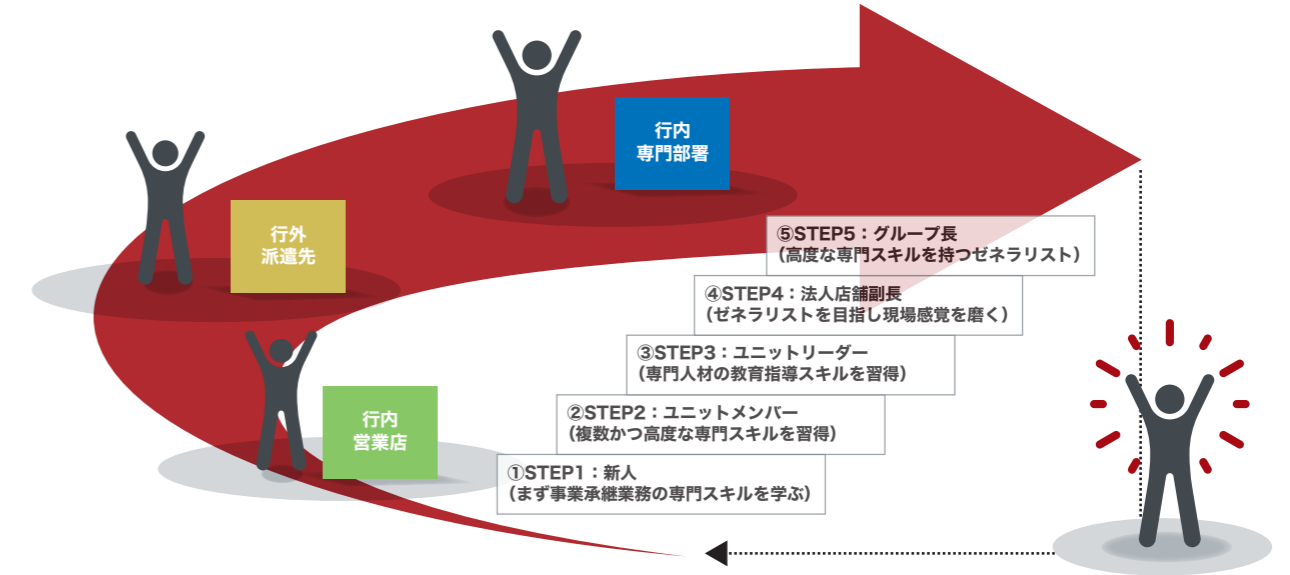 行内
専門部署
行外
派遣先
行内
営業店
⑤STEP5：グループ長
（高度な専門スキルを持つゼネラリスト）
④STEP4：法人店舗副長
（ゼネラリストを目指し現場感覚を磨く）
③STEP3：ユニットリーダー
（専門人材の教育指導スキルを習得）
②STEP2：ユニットメンバー
（複数かつ高度な専門スキルを習得）
①STEP1：新人
（まず事業承継業務の専門スキルを学ぶ）